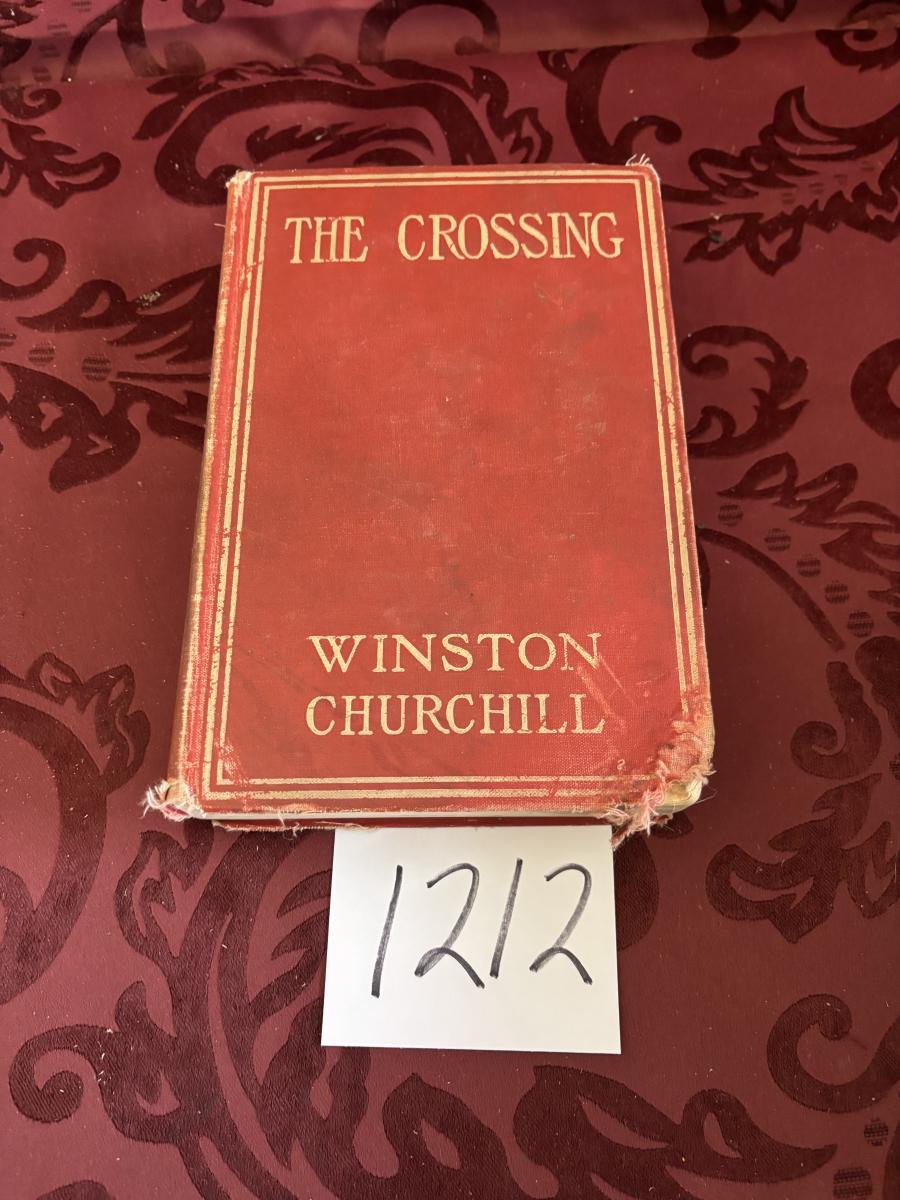 THE CROSSING
WINSTON
CHURCHILL
1212